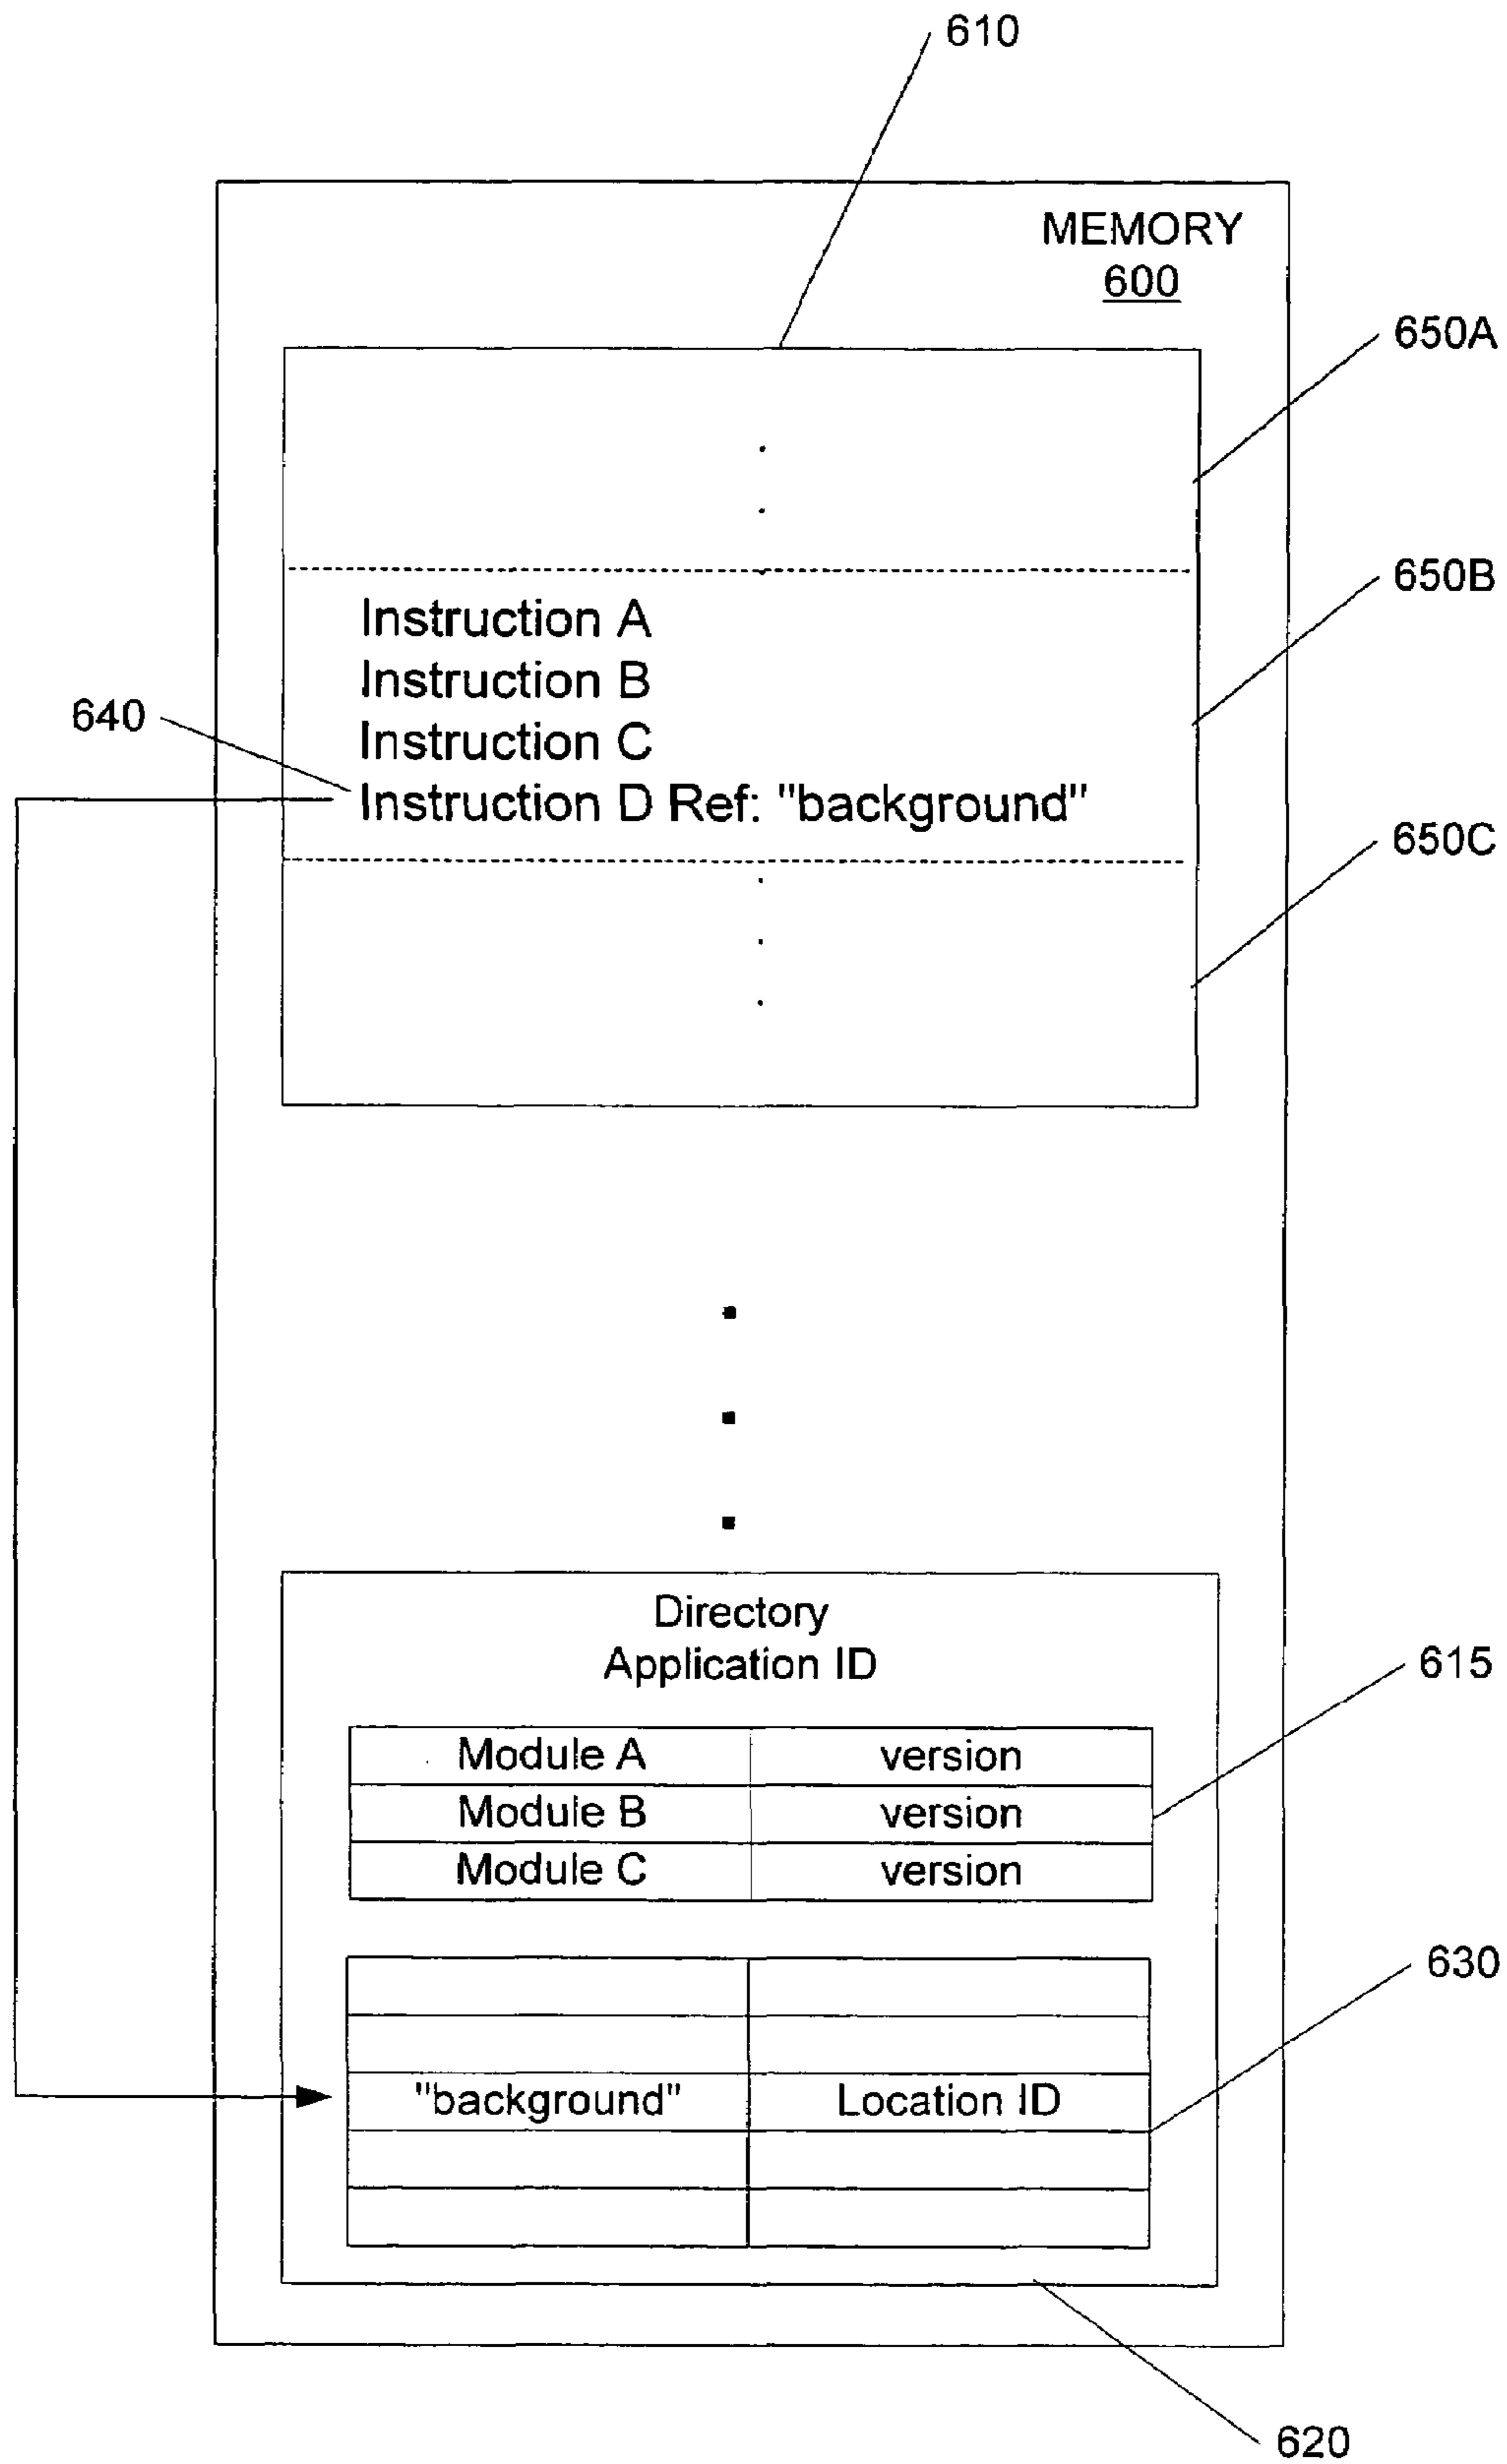 610
MEMORY
600
650A
650B
Instruction A
Instruction B
Instruction C
640
Instruction D Ref: "background"
650C
Directory
Application ID
615
Module A version
Module B version
Module C version
630
"background" Location ID
620